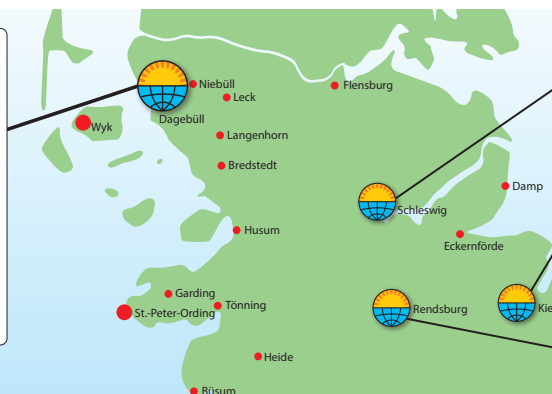 Niebüll
Flensburg
Leck
Dagebüll
Wyk
Langenhorn
Bredstedt
Damp
Schleswig
Husum
Eckernförde
Garding
Tönning
St.-Peter-Ording
Rendsburg
Kie
Heide
Büsum